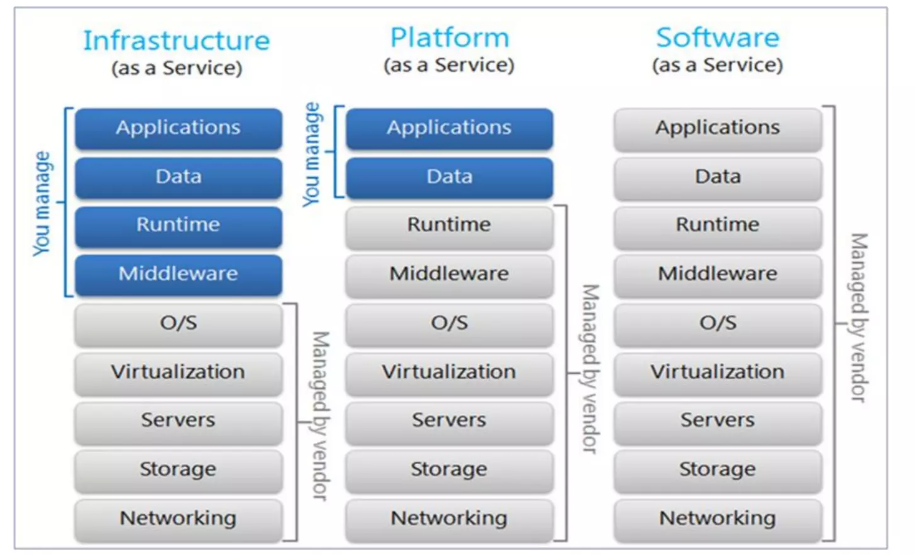 Infrastructure
(as a Service)
You manage
Applications
Data
Runtime
Middleware
O/S
Virtualization
Servers
Storage
Networking
Managed by vendor
Platform
(as a Service)
You manage
Applications
Data
Runtime
Middleware
O/S
Virtualization
Servers
Storage
Networking
Managed by vendor
Software
(as a Service)
Applications
Data
Runtime
Middleware
O/S
Virtualization
Servers
Storage
Networking
Managed by vendor